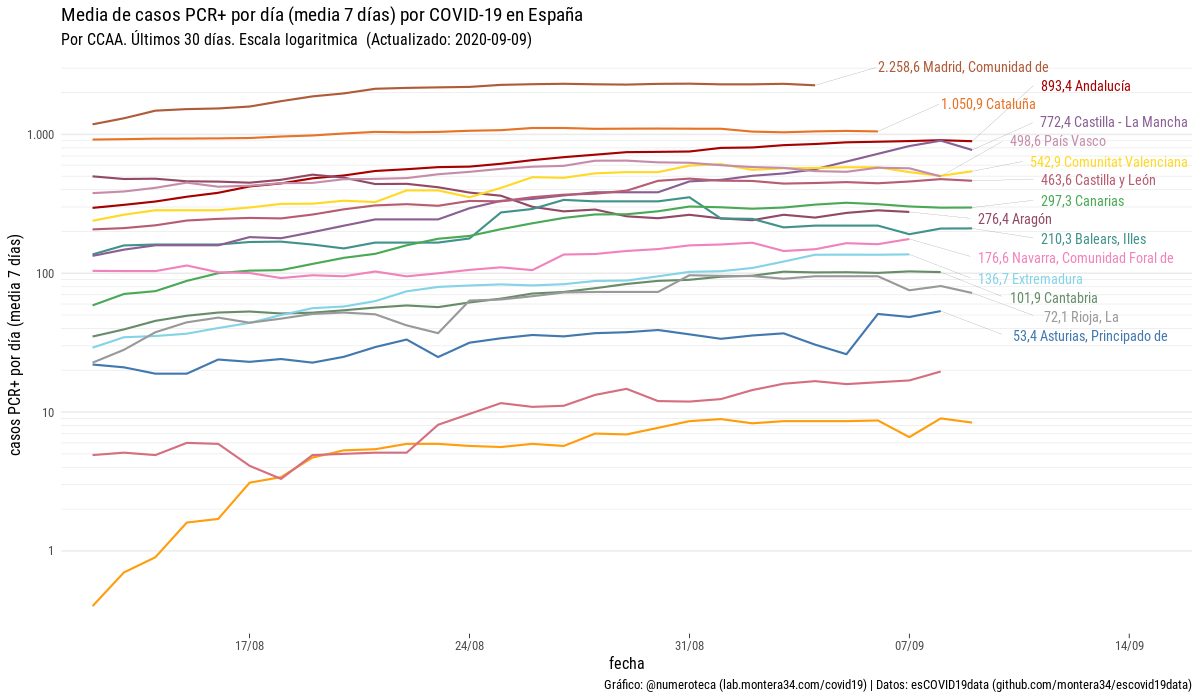 Media de casos PCR+ por día (media 7 días) por COVID-19 en España
Por CCAA. Últimos 30 días. Escala logaritmica  (Actualizado: 2020-09-09)
2.258,6 Madrid, Comunidad de
893,4 Andalucía
1.050,9 Cataluña
772,4 Castilla - La Mancha
498,6 País Vasco
542,9 Comunitat Valenciana
463,6 Castilla y León
297,3 Canarias
276,4 Aragón
210,3 Balears, Illes
176,6 Navarra, Comunidad Foral de
136,7 Extremadura
101,9 Cantabria
72,1 Rioja, La
53,4 Asturias, Principado de
1.000
100
10
1
casos PCR+ por día (media 7 días)
17/08
24/08
31/08
07/09
14/09
fecha
Gráfico: @numeroteca (lab.montera34.com/covid19) | Datos: esCOVID19data (github.com/montera34/escovid19data)